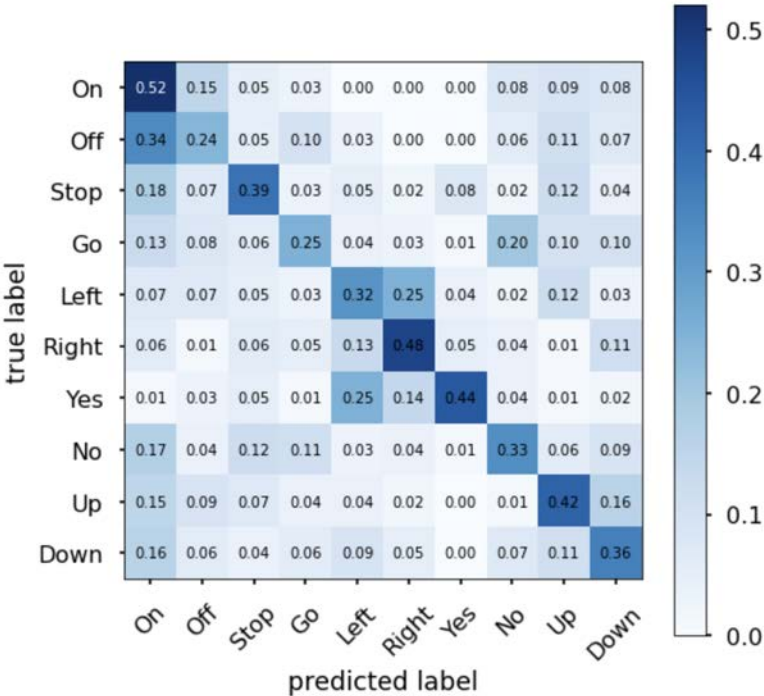 On 0.52 0.15 0.05 0.03 0.00 0.00 0.00 0.08 0.09 0.08
Off 0.34 0.24 0.05 0.10 0.03 0.00 0.00 0.06 0.11 0.07
Stop 0.18 0.07 0.39 0.03 0.05 0.02 0.08 0.02 0.12 0.04
Go 0.13 0.08 0.06 0.25 0.04 0.03 0.01 0.20 0.10 0.10
Left 0.07 0.07 0.05 0.03 0.32 0.25 0.04 0.02 0.12 0.03
Right 0.06 0.01 0.06 0.05 0.13 0.48 0.05 0.04 0.01 0.11
Yes 0.01 0.03 0.05 0.01 0.25 0.14 0.44 0.04 0.01 0.02
No 0.17 0.04 0.12 0.11 0.03 0.04 0.01 0.33 0.06 0.09
Up 0.15 0.09 0.07 0.04 0.04 0.02 0.00 0.01 0.42 0.16
Down 0.16 0.06 0.04 0.06 0.09 0.05 0.00 0.07 0.11 0.36
On Off Stop Go Left Right Yes No Up Down
predicted label
true label
0.5
0.4
0.3
0.2
0.1
0.0